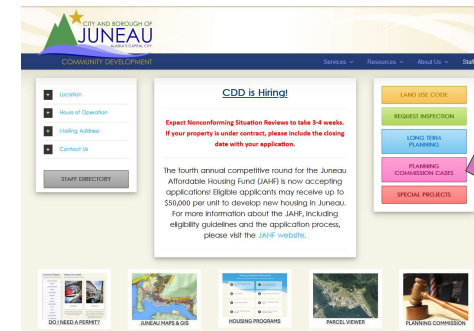 CITY AND BOROUGH OF
JUNEAU
ALASKA'S CAPITAL CITY
COMMUNITY DEVELOPMENT
Services
Resources
About Us
Staf
Location
Hours of Operation
Mailing Address
Contact Us
STAFF DIRECTORY
CDD is Hiring!
Expect Nonconforming Situation Reviews to take 3-4 weeks.
If your property is under contract, please include the closing
date with your application.
The fourth annual competitive round for the Juneau
Affordable Housing Fund (JAHF) is now accepting
applications! Eligible applicants may receive up to
$50,000 per unit to develop new housing in Juneau.
For more information about the JAHF, including
eligibility guidelines and the application process,
please visit the JAHF website.
LAND USE CODE
REQUEST INSPECTION
LONG TERM
PLANNING
PLANNING
COMMISSION CASES
SPECIAL PROJECTS
DO I NEED A PERMIT?
JUNEAU MAPS & GIS
HOUSING PROGRAMS
PARCEL VIEWER
PLANNING COMMISSION